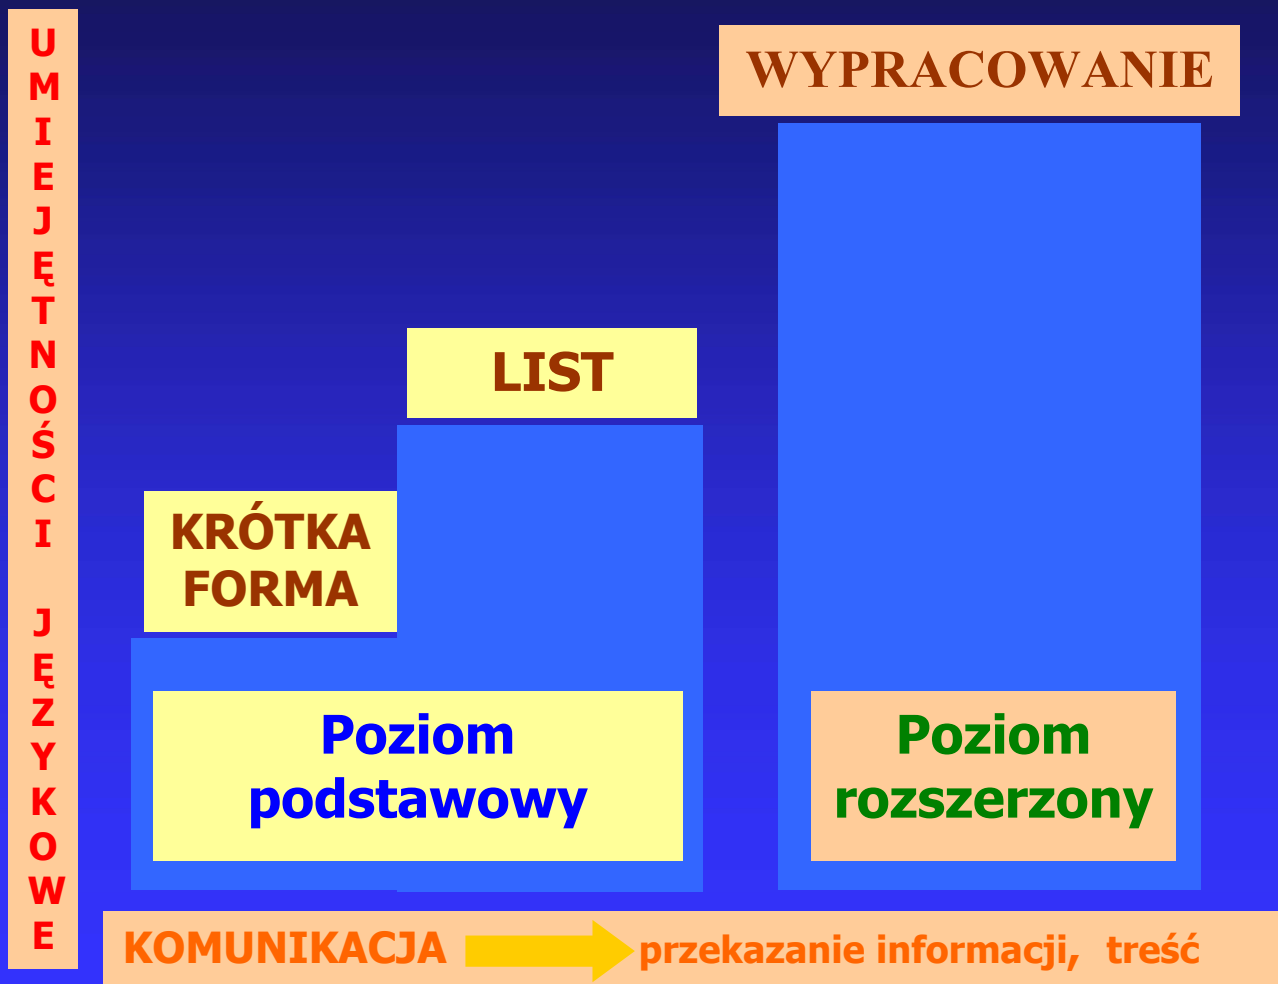 UMIEJĘTNOŚCI JĘZYKOWE
WYPRACOWANIE
LIST
KRÓTKA
FORMA
Poziom
podstawowy
Poziom
rozszerzony
KOMUNIKACJA przekazanie informacji, treść